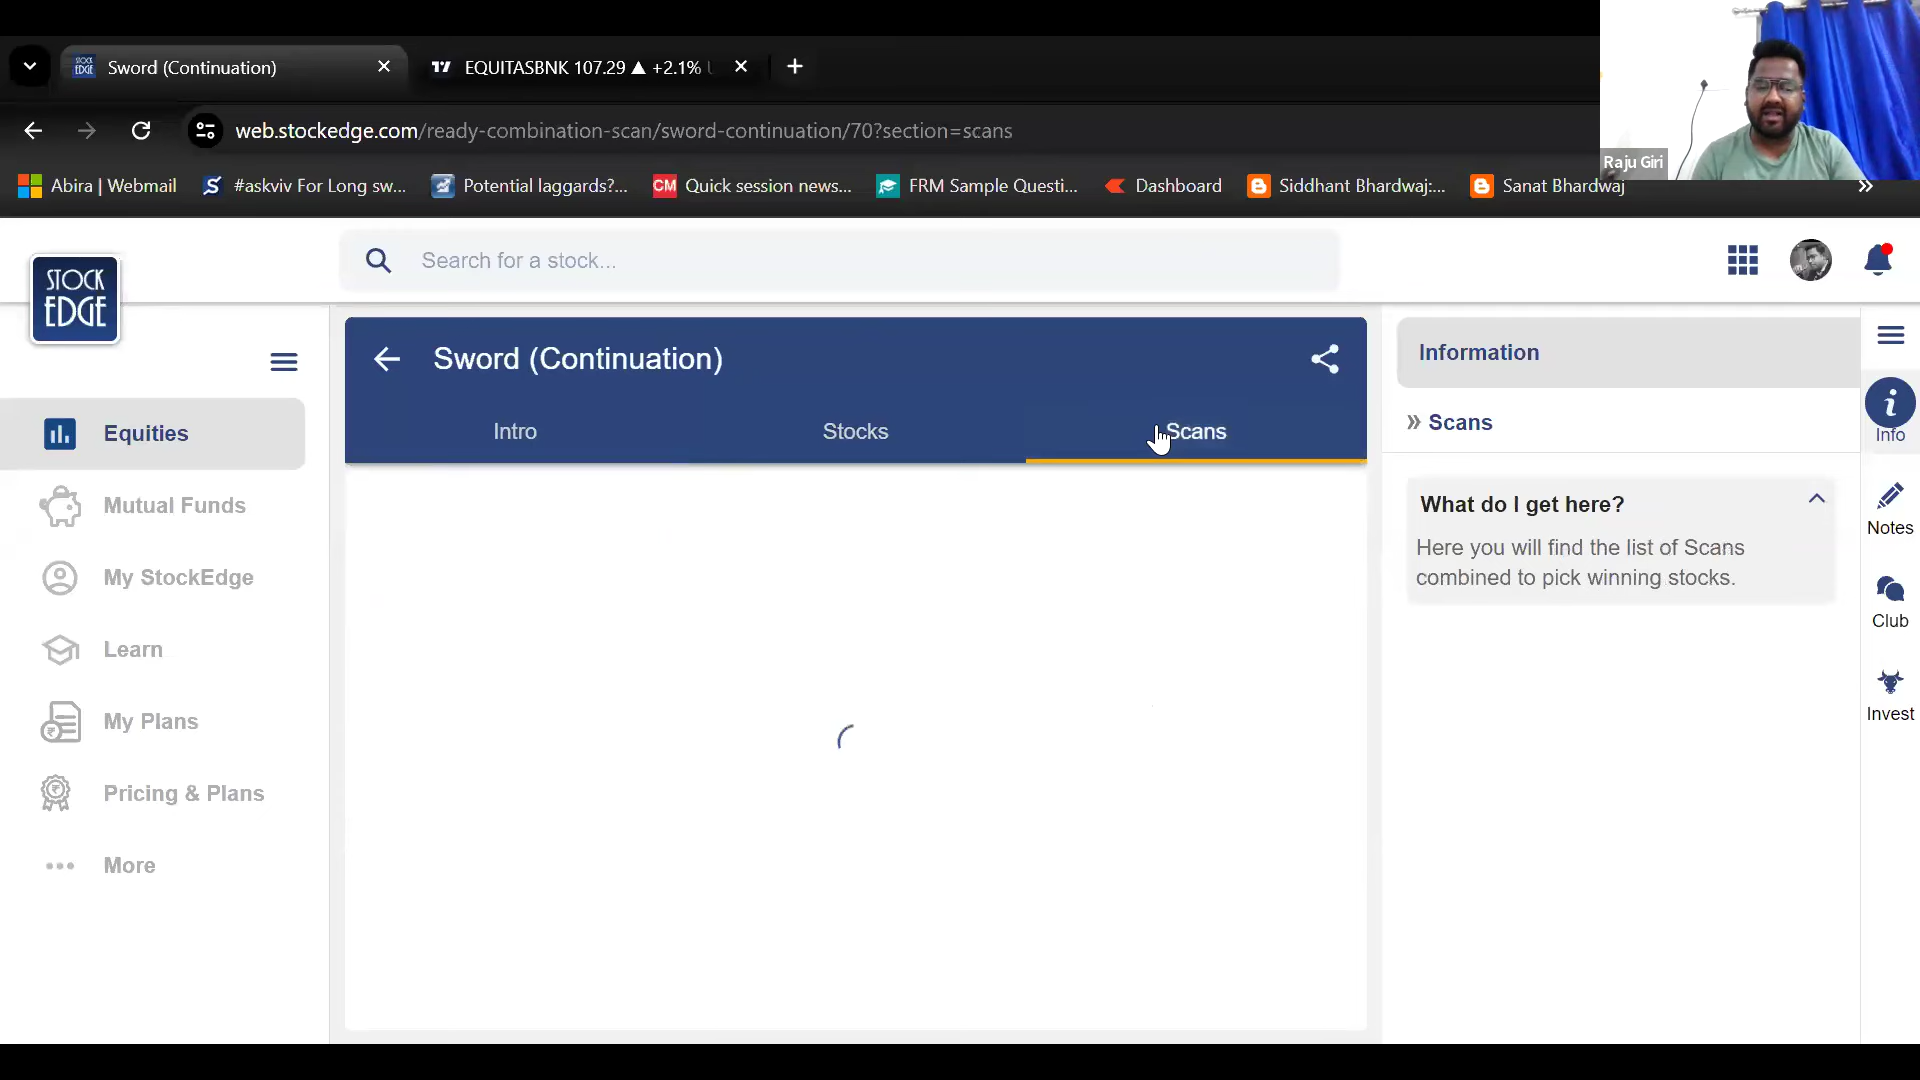 Sword (Continuation)
EQUITASBNK 107.29 ▲ +2.1%
web.stockedge.com/ready-combination-scan/sword-continuation/70?section=scans
Raju Giri
Abira | Webmail
#askviv For Long sw...
Potential laggards?...
CM Quick session news...
FRM Sample Questi...
Dashboard
Siddhant Bhardwaj:...
Sanat Bhardwaj
STOCK
EDGE
Search for a stock...
Equities
Mutual Funds
My StockEdge
Learn
My Plans
Pricing & Plans
More
Sword (Continuation)
Intro
Stocks
Scans
Information
» Scans
What do I get here?
Here you will find the list of Scans
combined to pick winning stocks.
Info
Notes
Club
Invest